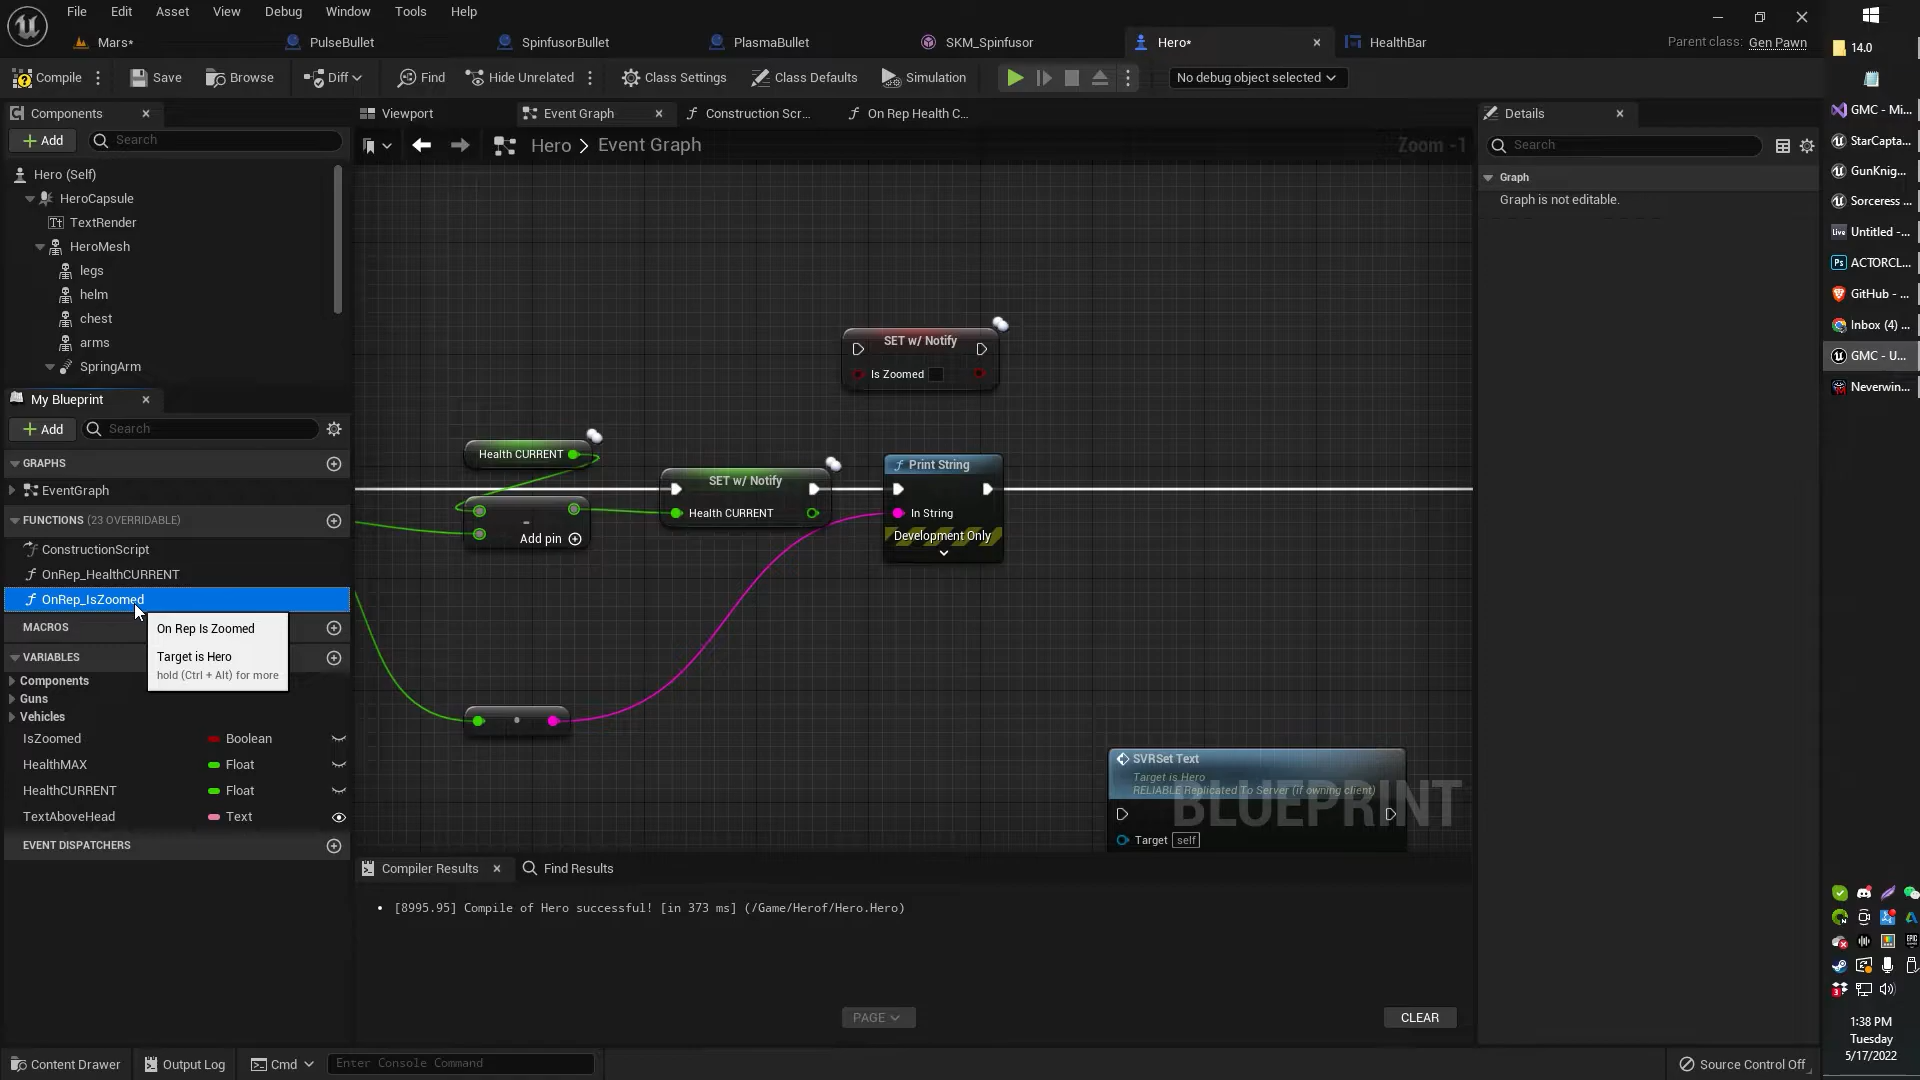 File Edit Asset View Debug Window Tools Help
Mars* PulseBullet SpinfusorBullet PlasmaBullet SKM_Spinfusor Hero* HealthBar Parent class: Gen Pawn
Compile Save Browse Diff Find Hide Unrelated Class Settings Class Defaults Simulation No debug object selected
Components Viewport Event Graph Construction Scr... On Rep Health C... Details
Add Search Hero > Event Graph Zoom -1 Search
Graph
Graph is not editable.
Hero (Self)
HeroCapsule
Tt TextRender
HeroMesh
legs
helm
chest
arms
SpringArm
My Blueprint
Add Search
GRAPHS
EventGraph
FUNCTIONS (23 OVERRIDABLE)
ConstructionScript
OnRep_HealthCURRENT
OnRep_IsZoomed
MACROS
On Rep Is Zoomed
Target is Hero
hold (Ctrl + Alt) for more
VARIABLES
Components
Guns
Vehicles
IsZoomed Boolean
HealthMAX Float
HealthCURRENT Float
TextAboveHead Text
EVENT DISPATCHERS
SET w/ Notify
Is Zoomed
Health CURRENT
-
Add pin
SET w/ Notify
Health CURRENT
f Print String
In String
Development Only
SVRSet Text
Target is Hero
RELIABLE Replicated To Server (if owning client)
BLUEPRINT
Target self
Compiler Results Find Results
• [8995.95] Compile of Hero successful! [in 373 ms] (/Game/Herof/Hero.Hero)
PAGE CLEAR
Content Drawer Output Log Cmd Enter Console Command Source Control Off
14.0
GMC - Mi...
StarCapta...
GunKnig...
Sorceress ...
Live Untitled -...
Ps ACTORCL...
GitHub - ...
Inbox (4) ...
GMC - U...
Neverwin...
1:38 PM
Tuesday
5/17/2022